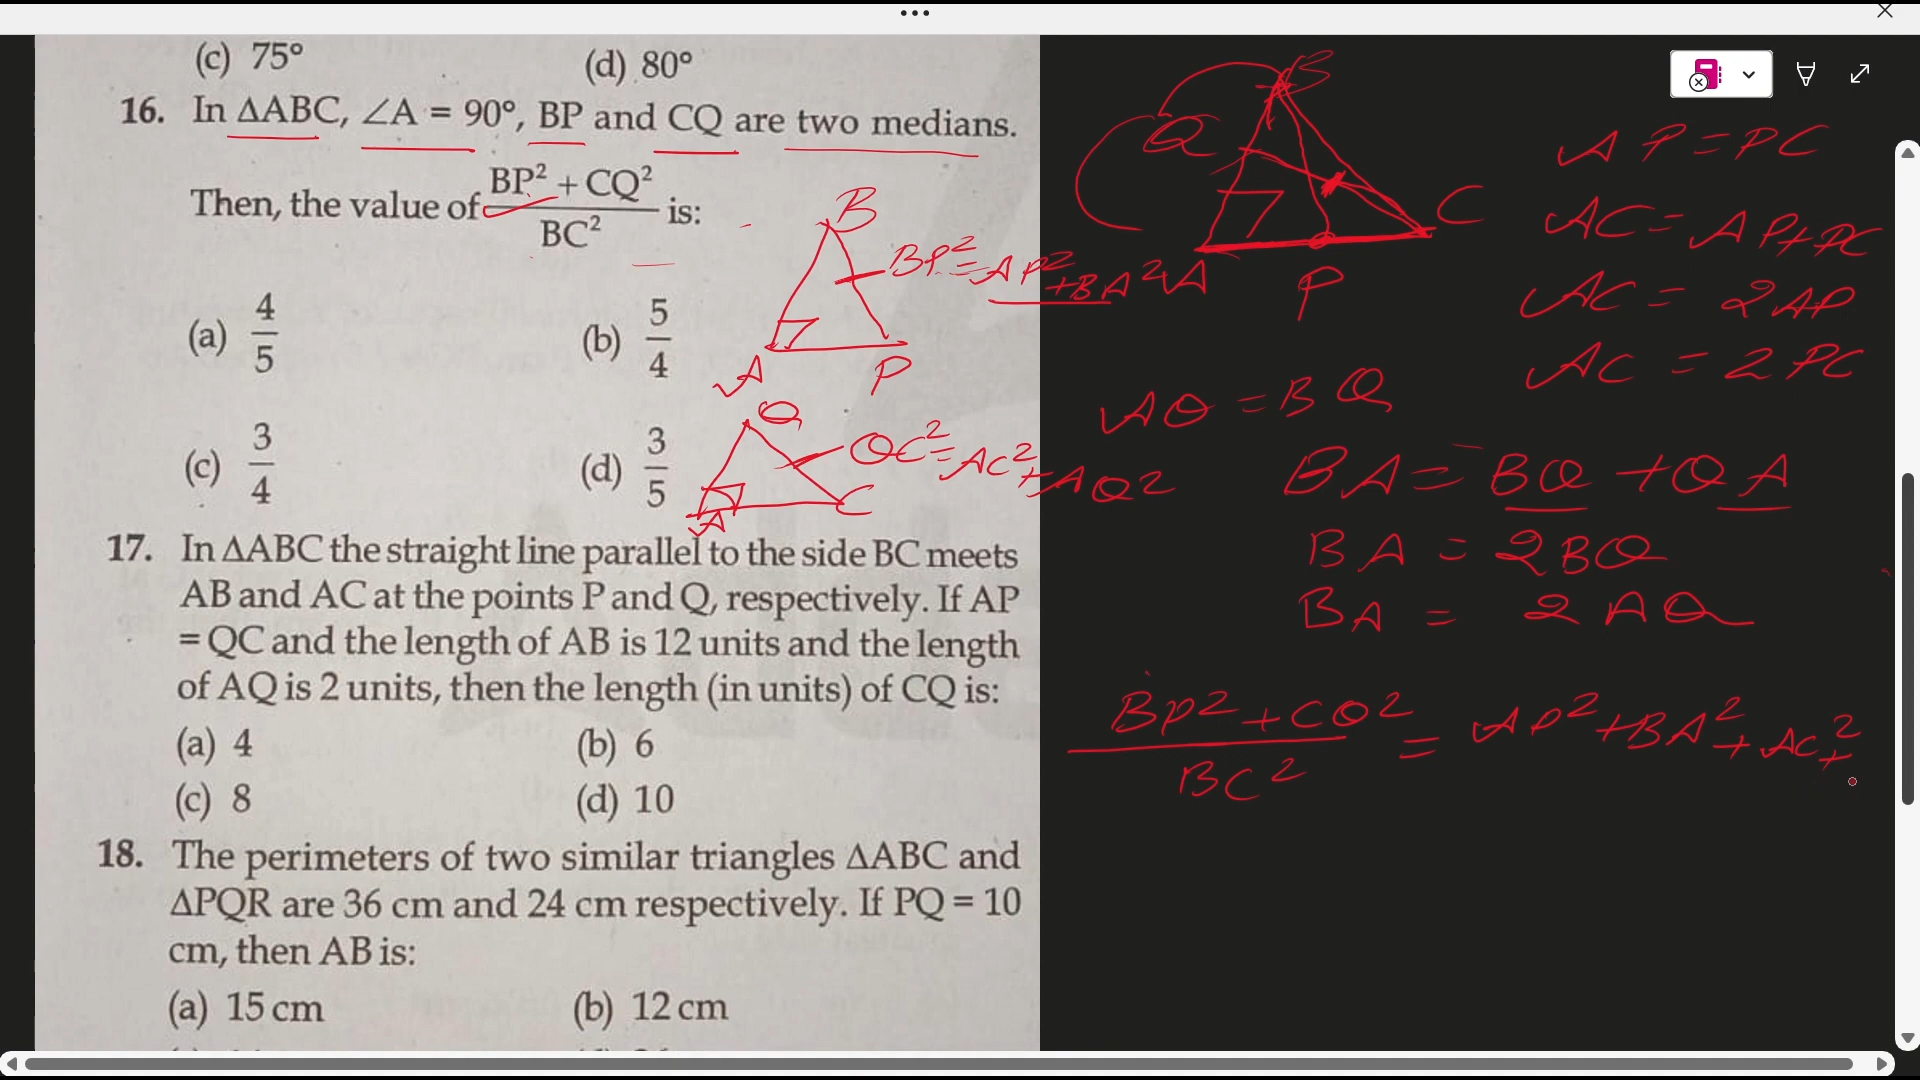 (c) 75° (d) 80°
16. In ΔABC, ∠A = 90°, BP and CQ are two medians.
Then, the value of BP² + CQ² / BC² is:
(a) 4/5 (b) 5/4
(c) 3/4 (d) 3/5
17. In ΔABC the straight line parallel to the side BC meets
AB and AC at the points P and Q, respectively. If AP
= QC and the length of AB is 12 units and the length
of AQ is 2 units, then the length (in units) of CQ is:
(a) 4 (b) 6
(c) 8 (d) 10
18. The perimeters of two similar triangles ΔABC and
ΔPQR are 36 cm and 24 cm respectively. If PQ = 10
cm, then AB is:
(a) 15 cm (b) 12 cm
B
BP² = AP²
+BA²
A
P
Q
QC² = AC²
+AQ²
A
C
B
Q
C
A
P
AP = PC
AC = AP+PC
AC = 2AP
AC = 2PC
AQ = BQ
BA = BQ + QA
BA = 2BQ
BA = 2AQ
BP² + CQ² / BC² = AP² + BA² + AC² +